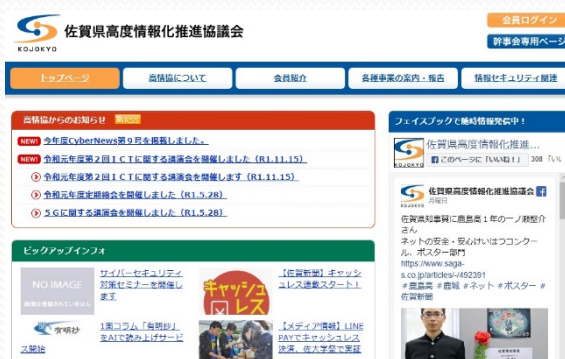 佐賀県高度情報化推進協議会
KOJOKYO
会員ログイン
幹事会専用ページ
トップページ
高情協について
会員紹介
各種事業の案内・報告
情報セキュリティ関連
高情協からのお知らせ
NEW! 今年度CyberNews第9号を掲載しました。
NEW! 令和元年度第2回ICTに関する講演会を開催しました（R1.11.15）
令和元年度第2回ICTに関する講演会を開催します（R1.11.15）
令和元年度定期総会を開催しました（R1.5.28）
5Gに関する講演会を開催しました（R1.5.28）
ピックアップインフォ
NO IMAGE
サイバーセキュリティ
対策セミナーを開催し
ます
キャッシュ
レス
【佐賀新聞】キャッシ
ュレス連載スタート！
有明抄
1面コラム「有明抄」
をAIで読み上げサービ
ス開始
【メディア情報】LINE
PAYでキャッシュレス
決済、佐大学祭で実証
フェイスブックで随時情報発信中！
佐賀県高度情報化推進...
このページに「いいね！」
308 「いい
佐賀県高度情報化推進協議会
月曜日
佐賀県知事賞に鹿島高1年の一ノ瀬整介
さん
ネットの安全・安心けいはつコンクー
ル、ポスター部門
https://www.saga-
s.co.jp/articles/-/492391
#鹿島高 #鹿城 #ネット #ポスター #
佐賀新聞